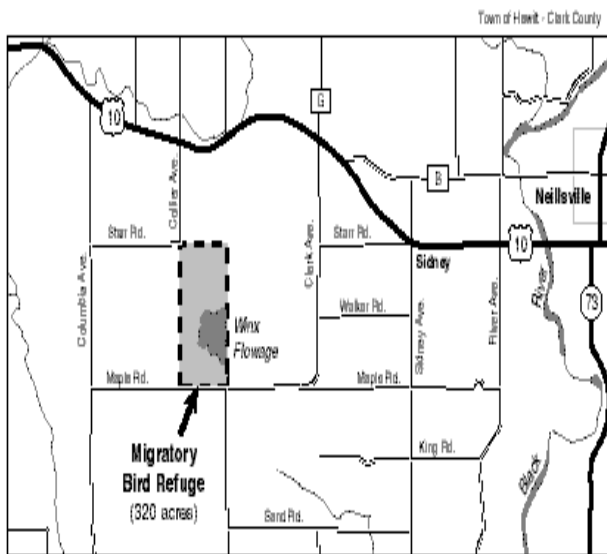 Town of Hewitt - Clark County
10
G
B
Neillsville
Collier Ave.
Starr Rd.
Columbia Ave.
Clark Ave.
Starr Rd.
Sidney
10
73
River
Walker Rd.
Sidney Ave.
River Ave.
Winx
Flowage
Maple Rd.
Maple Rd.
Migratory
Bird Refuge
(320 acres)
King Rd.
Black
Sand Rd.